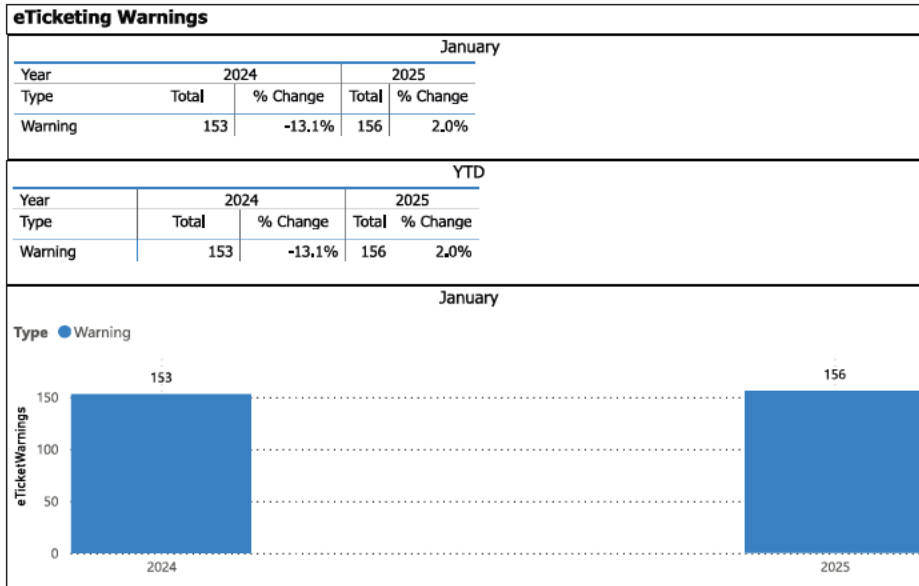 eTicketing Warnings
January
Year 2024 2025
Type Total % Change Total % Change
Warning 153 -13.1% 156 2.0%
YTD
Year 2024 2025
Type Total % Change Total % Change
Warning 153 -13.1% 156 2.0%
January
Type Warning
153 156
150
100
50
0
eTicketWarnings
2024 2025